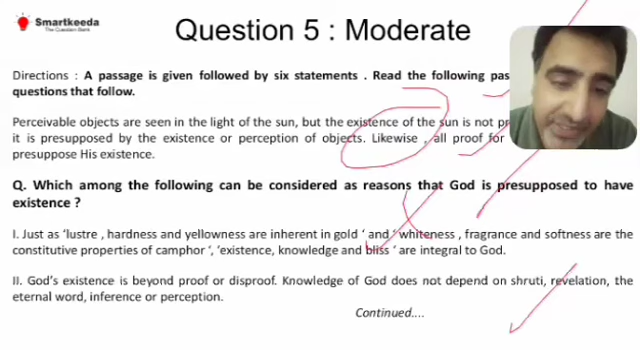 Smartkeeda
The Question Bank
Question 5 : Moderate
Directions : A passage is given followed by six statements . Read the following
questions that follow.
Perceivable objects are seen in the light of the sun, but the existence of the sun is not
it is presupposed by the existence or perception of objects. Likewise , all proof for
presuppose His existence.
Q. Which among the following can be considered as reasons that God is presupposed to have
existence ?
I. Just as 'lustre , hardness and yellowness are inherent in gold ' and ' whiteness , fragrance and softness are the
constitutive properties of camphor ', 'existence, knowledge and bliss ' are integral to God.
II. God's existence is beyond proof or disproof. Knowledge of God does not depend on shruti, revelation, the
eternal word, inference or perception.
Continued....